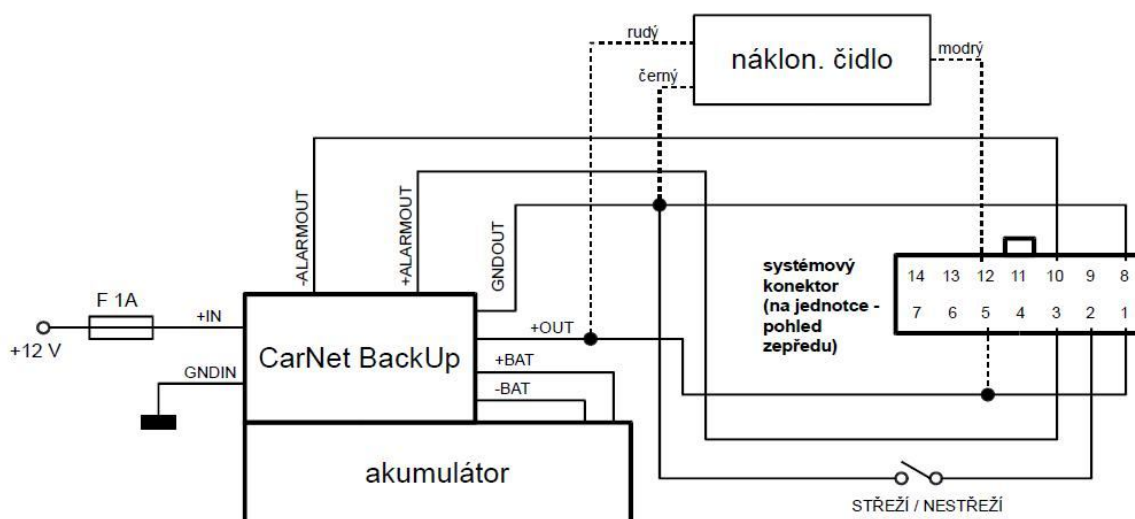 rudý
náklon. čidlo
modrý
černý
-ALARMOUT
+ALARMOUT
GNDOUT
systémový
konektor
(na jednotce -
pohled
zepředu)
14 13 12 11 10 9 8
7 6 5 4 3 2 1
F 1A
+IN
+12 V
GNDIN
CarNet BackUp
+OUT
+BAT
-BAT
akumulátor
STŘEŽÍ / NESTŘEŽÍ